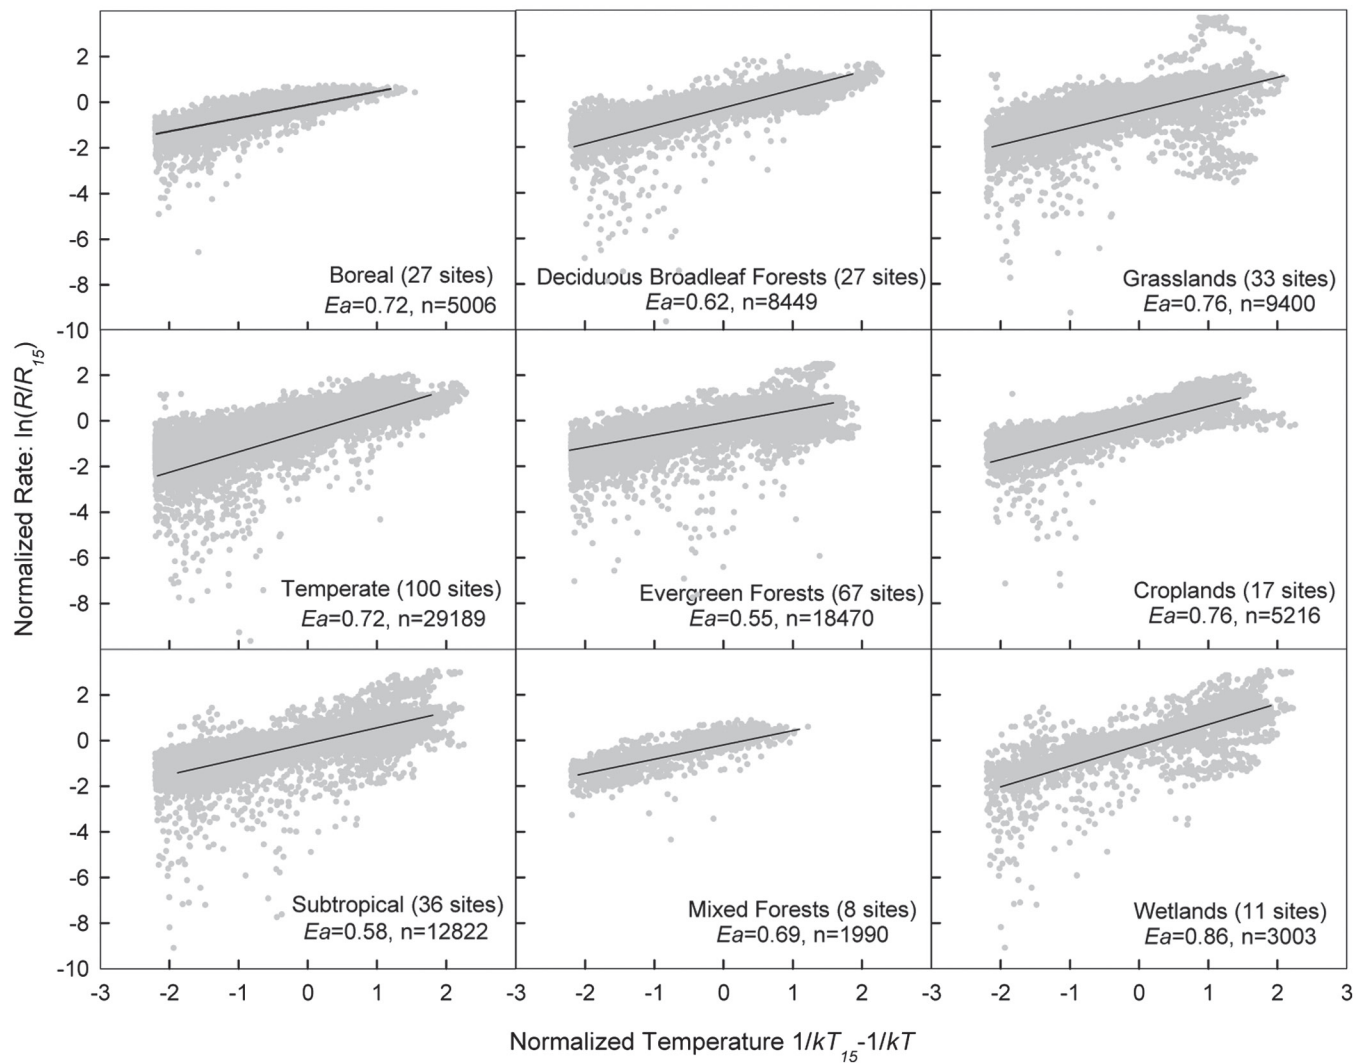 2
0
-2
-4
-6
-8
-10
Boreal (27 sites)
Ea=0.72, n=5006
Deciduous Broadleaf Forests (27 sites)
Ea=0.62, n=8449
Grasslands (33 sites)
Ea=0.76, n=9400
Normalized Rate: ln(R/R15)
2
0
-2
-4
-6
-8
Temperate (100 sites)
Ea=0.72, n=29189
Evergreen Forests (67 sites)
Ea=0.55, n=18470
Croplands (17 sites)
Ea=0.76, n=5216
2
0
-2
-4
-6
-8
-10
Subtropical (36 sites)
Ea=0.58, n=12822
Mixed Forests (8 sites)
Ea=0.69, n=1990
Wetlands (11 sites)
Ea=0.86, n=3003
-3 -2 -1 0 1 2 -3 -2 -1 0 1 2 -3 -2 -1 0 1 2 3
Normalized Temperature 1/kT15-1/kT